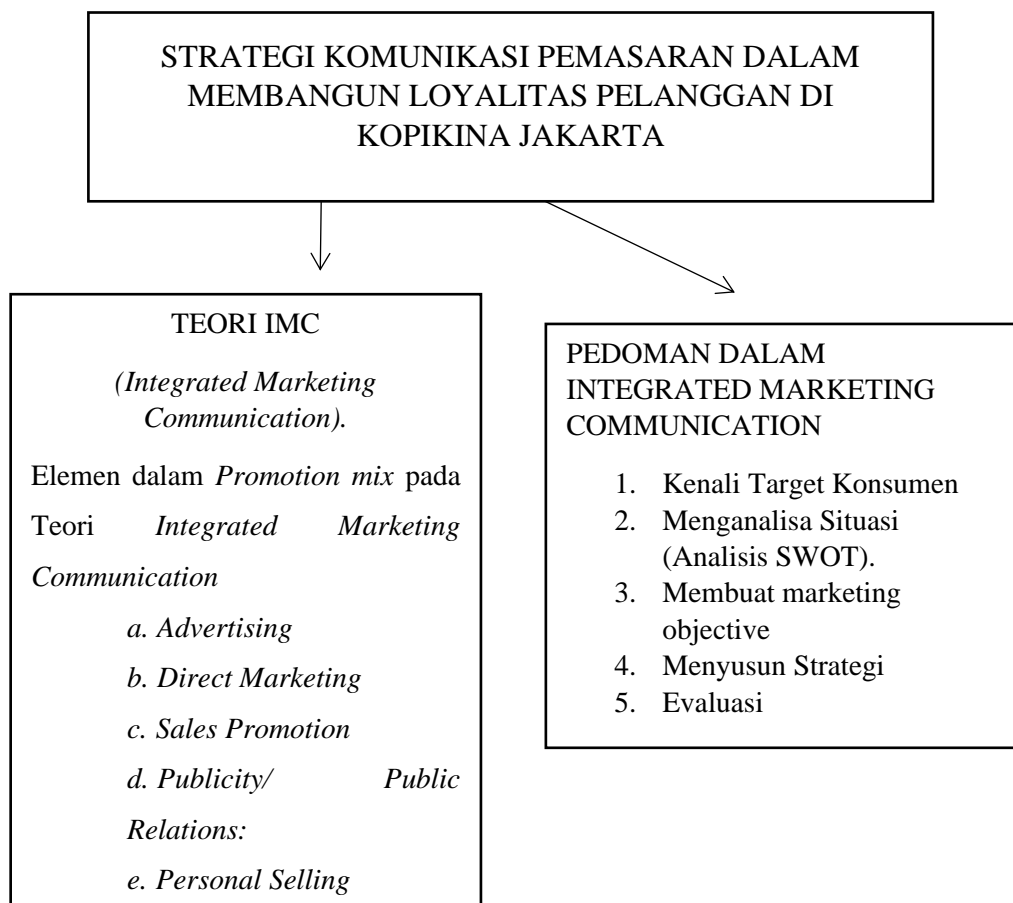 STRATEGI KOMUNIKASI PEMASARAN DALAM
MEMBANGUN LOYALITAS PELANGGAN DI
KOPIKINA JAKARTA
TEORI IMC
(Integrated Marketing
Communication).
Elemen dalam Promotion mix pada
Teori Integrated Marketing
Communication
a. Advertising
b. Direct Marketing
c. Sales Promotion
d. Publicity/ Public
Relations:
e. Personal Selling
PEDOMAN DALAM
INTEGRATED MARKETING
COMMUNICATION
1. Kenali Target Konsumen
2. Menganalisa Situasi
(Analisis SWOT).
3. Membuat marketing
objective
4. Menyusun Strategi
5. Evaluasi